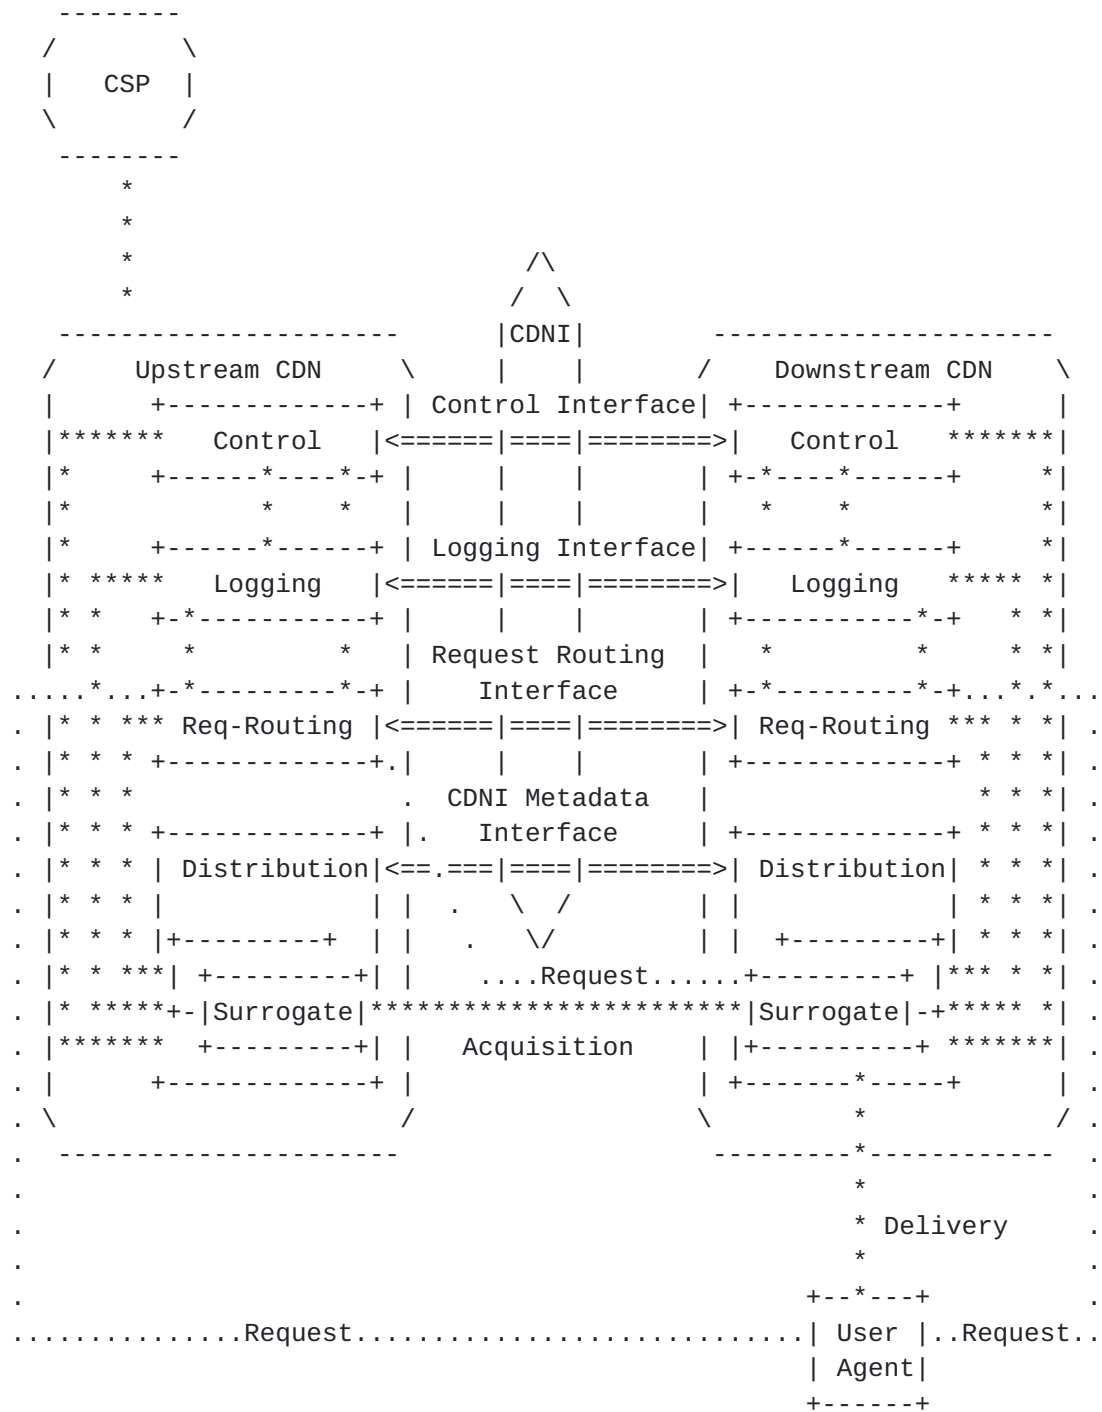 CSP
CDNI
Upstream CDN Downstream CDN
Control Interface
Control Control
Logging Interface
Logging Logging
Request Routing
Interface
Req-Routing Req-Routing
CDNI Metadata
Interface
Distribution Distribution
Request
Surrogate Surrogate
Acquisition
Delivery
Request User Request
Agent